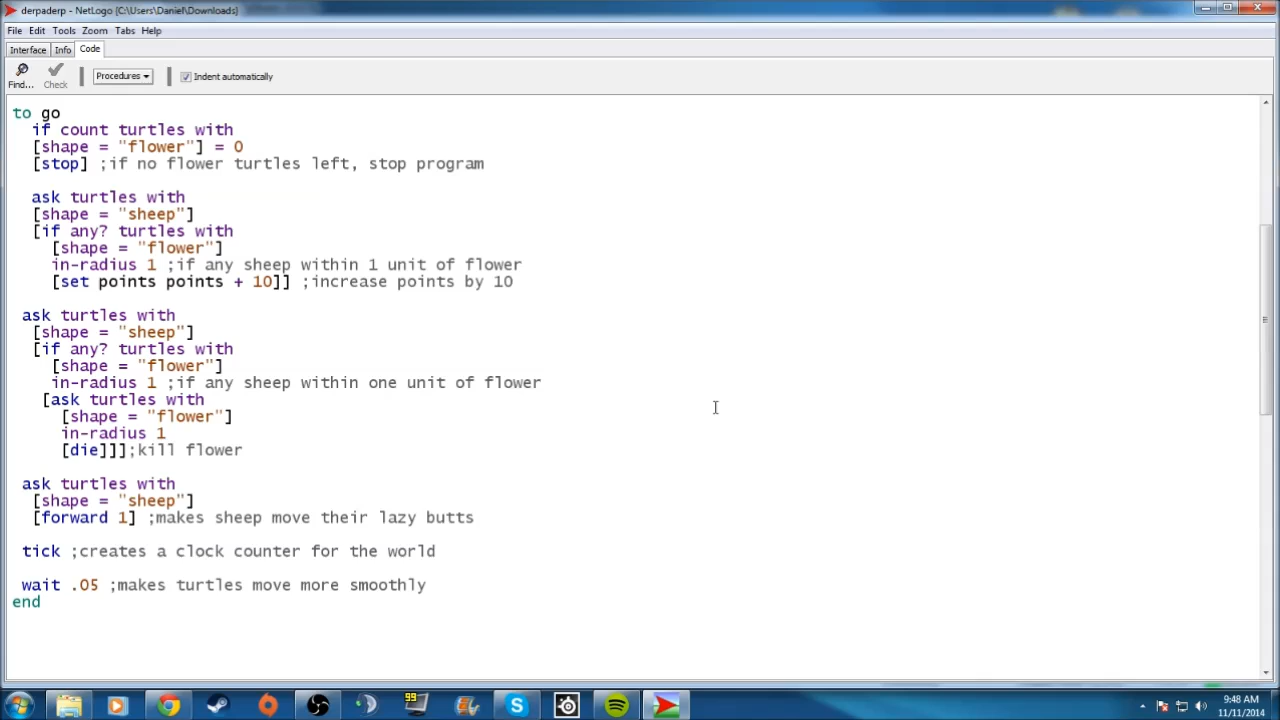 derpaderp - NetLogo {C:\Users\Daniel\Downloads}
File Edit Tools Zoom Tabs Help
Interface Info Code
Find... Check Procedures Indent automatically
to go
if count turtles with
[shape = "flower"] = 0
[stop] ;if no flower turtles left, stop program
ask turtles with
[shape = "sheep"]
[if any? turtles with
[shape = "flower"]
in-radius 1 ;if any sheep within 1 unit of flower
[set points points + 10]] ;increase points by 10
ask turtles with
[shape = "sheep"]
[if any? turtles with
[shape = "flower"]
in-radius 1 ;if any sheep within one unit of flower
[ask turtles with
[shape = "flower"]
in-radius 1
[die]]];kill flower
ask turtles with
[shape = "sheep"]
[forward 1] ;makes sheep move their lazy butts
tick ;creates a clock counter for the world
wait .05 ;makes turtles move more smoothly
end
99
9:48 AM
11/11/2014